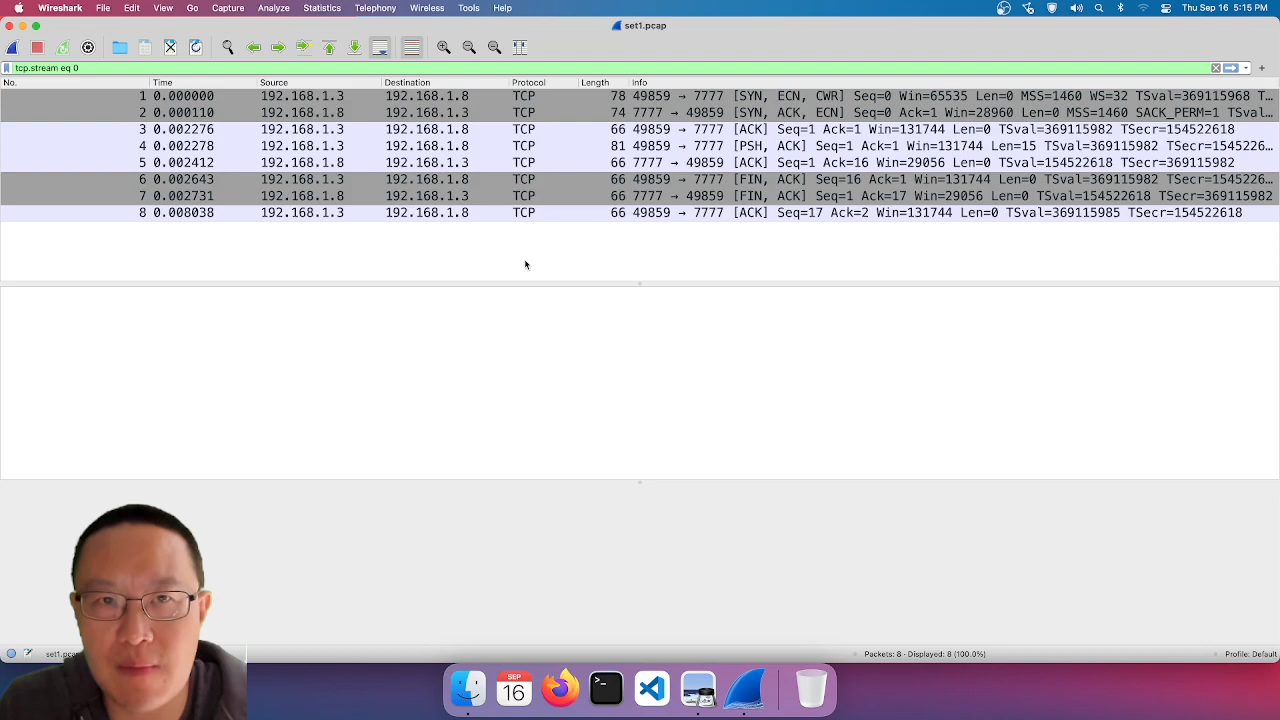 Wireshark File Edit View Go Capture Analyze Statistics Telephony Wireless Tools Help Thu Sep 16 5:15 PM
set1.pcap
tcp.stream eq 0
No. Time Source Destination Protocol Length Info
1 0.000000 192.168.1.3 192.168.1.8 TCP 78 49859 → 7777 [SYN, ECN, CWR] Seq=0 Win=65535 Len=0 MSS=1460 WS=32 TSval=369115968 T…
2 0.000110 192.168.1.8 192.168.1.3 TCP 74 7777 → 49859 [SYN, ACK, ECN] Seq=0 Ack=1 Win=28960 Len=0 MSS=1460 SACK_PERM=1 TSval…
3 0.002276 192.168.1.3 192.168.1.8 TCP 66 49859 → 7777 [ACK] Seq=1 Ack=1 Win=131744 Len=0 TSval=369115982 TSecr=154522618
4 0.002278 192.168.1.3 192.168.1.8 TCP 81 49859 → 7777 [PSH, ACK] Seq=1 Ack=1 Win=131744 Len=15 TSval=369115982 TSecr=1545226…
5 0.002412 192.168.1.8 192.168.1.3 TCP 66 7777 → 49859 [ACK] Seq=1 Ack=16 Win=29056 Len=0 TSval=154522618 TSecr=369115982
6 0.002643 192.168.1.3 192.168.1.8 TCP 66 49859 → 7777 [FIN, ACK] Seq=16 Ack=1 Win=131744 Len=0 TSval=369115982 TSecr=1545226…
7 0.002731 192.168.1.8 192.168.1.3 TCP 66 7777 → 49859 [FIN, ACK] Seq=1 Ack=17 Win=29056 Len=0 TSval=154522618 TSecr=369115982
8 0.008038 192.168.1.3 192.168.1.8 TCP 66 49859 → 7777 [ACK] Seq=17 Ack=2 Win=131744 Len=0 TSval=369115985 TSecr=154522618
set1.pcap Packets: 8 · Displayed: 8 (100.0%) Profile: Default
SEP
16